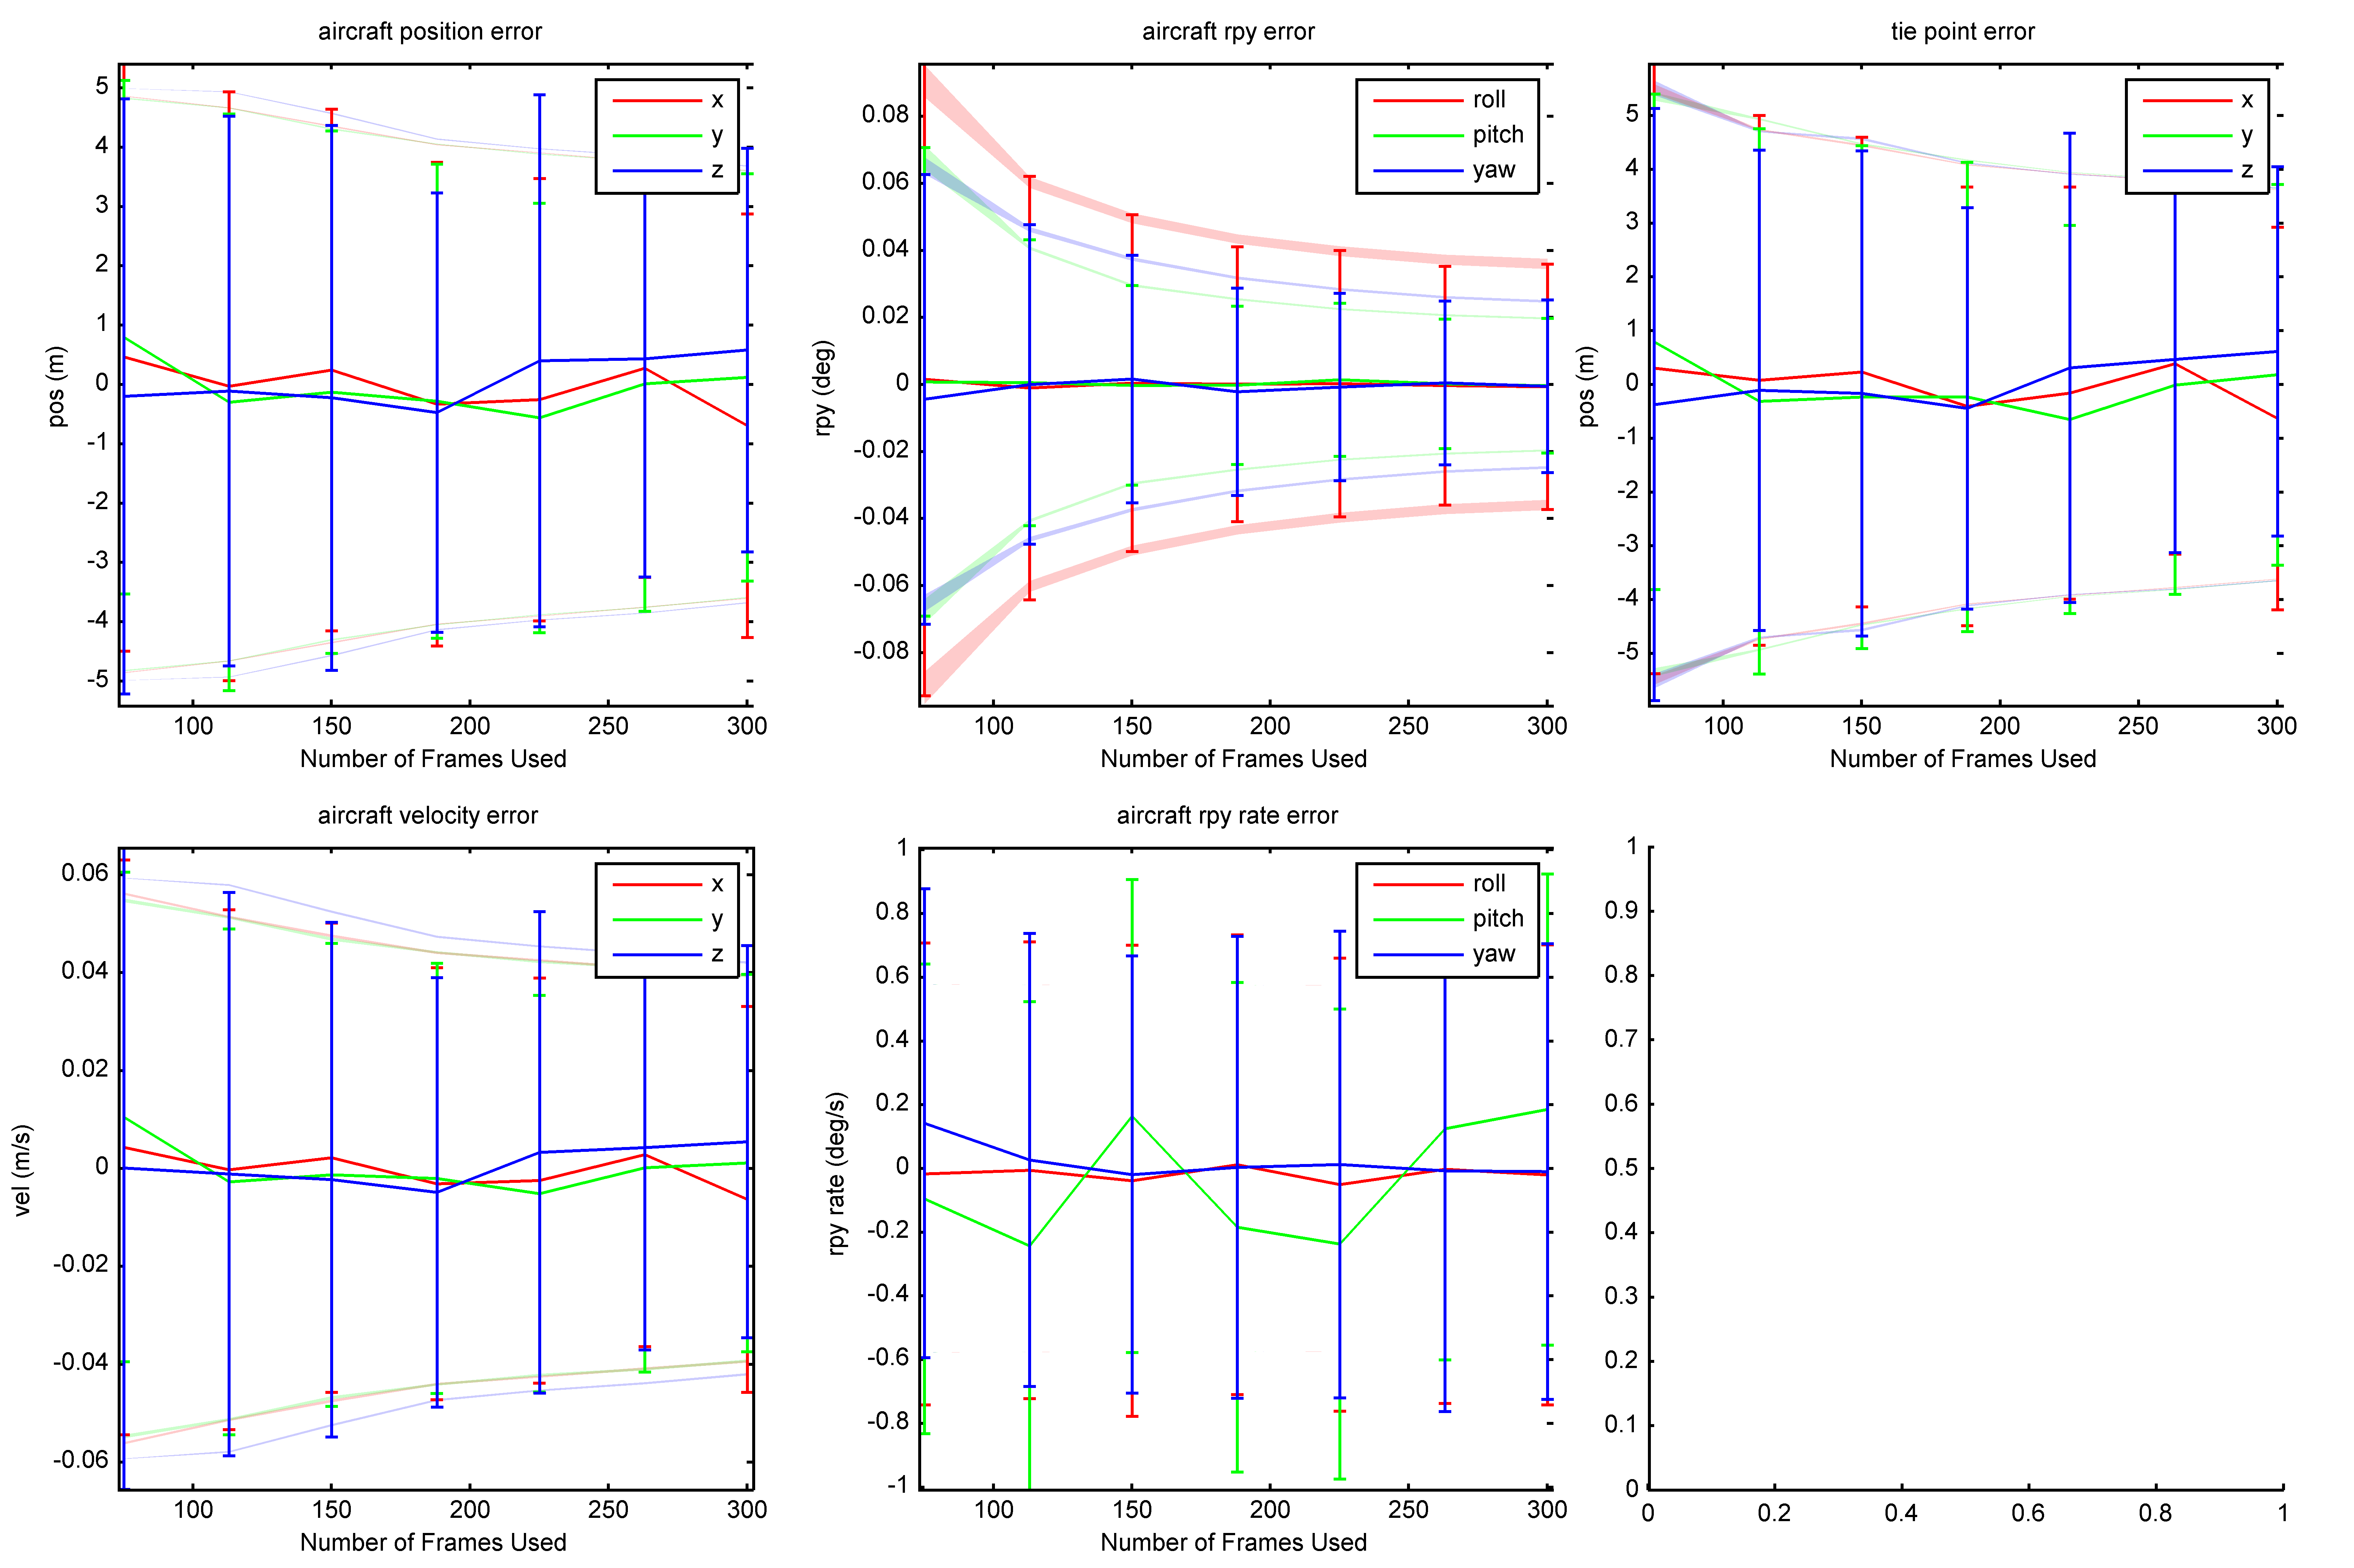 aircraft position error
5
4
3
2
1
0
-1
-2
-3
-4
-5
pos (m)
x
y
z
100 150 200 250 300
Number of Frames Used
aircraft rpy error
0.08
0.06
0.04
0.02
0
-0.02
-0.04
-0.06
-0.08
rpy (deg)
roll
pitch
yaw
100 150 200 250 300
Number of Frames Used
tie point error
5
4
3
2
1
0
-1
-2
-3
-4
-5
pos (m)
x
y
z
100 150 200 250 300
Number of Frames Used
aircraft velocity error
0.06
0.04
0.02
0
-0.02
-0.04
-0.06
vel (m/s)
x
y
z
100 150 200 250 300
Number of Frames Used
aircraft rpy rate error
1
0.8
0.6
0.4
0.2
0
-0.2
-0.4
-0.6
-0.8
-1
rpy rate (deg/s)
roll
pitch
yaw
100 150 200 250 300
Number of Frames Used
1
0.9
0.8
0.7
0.6
0.5
0.4
0.3
0.2
0.1
0
0 0.2 0.4 0.6 0.8 1